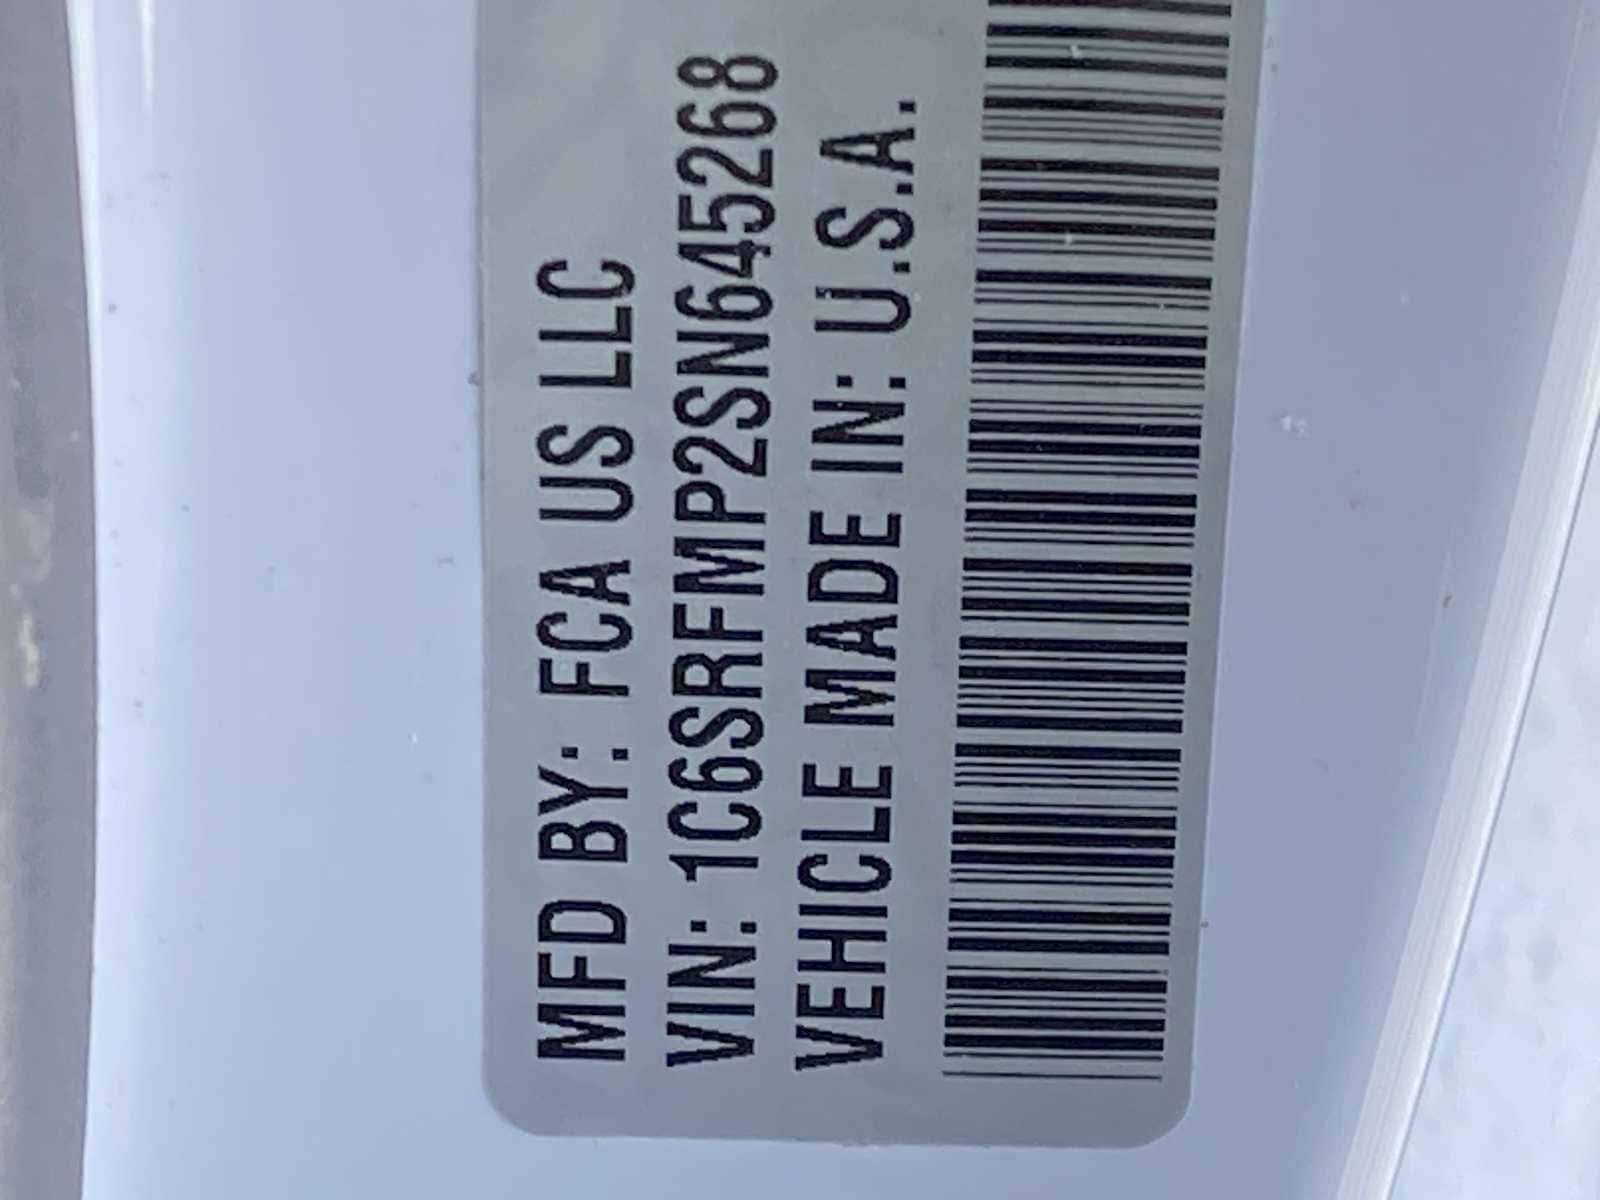 MFD BY: FCA US LLC
VIN: 1C6SRFMP2SN645268
VEHICLE MADE IN: U.S.A.